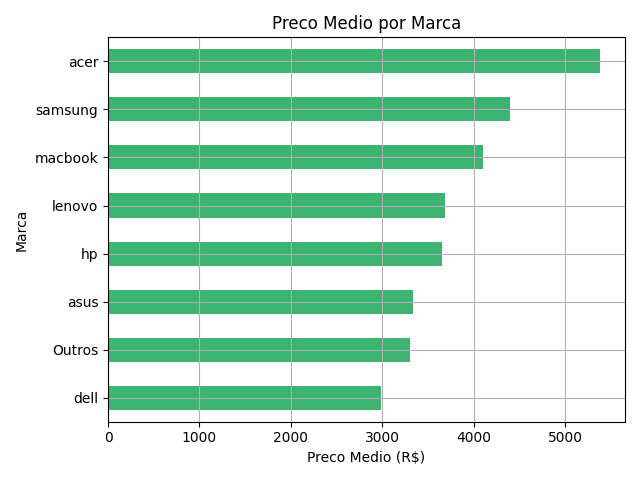 Preco Medio por Marca
acer
samsung
macbook
lenovo
hp
asus
Outros
dell
Marca
0 1000 2000 3000 4000 5000
Preco Medio (R$)